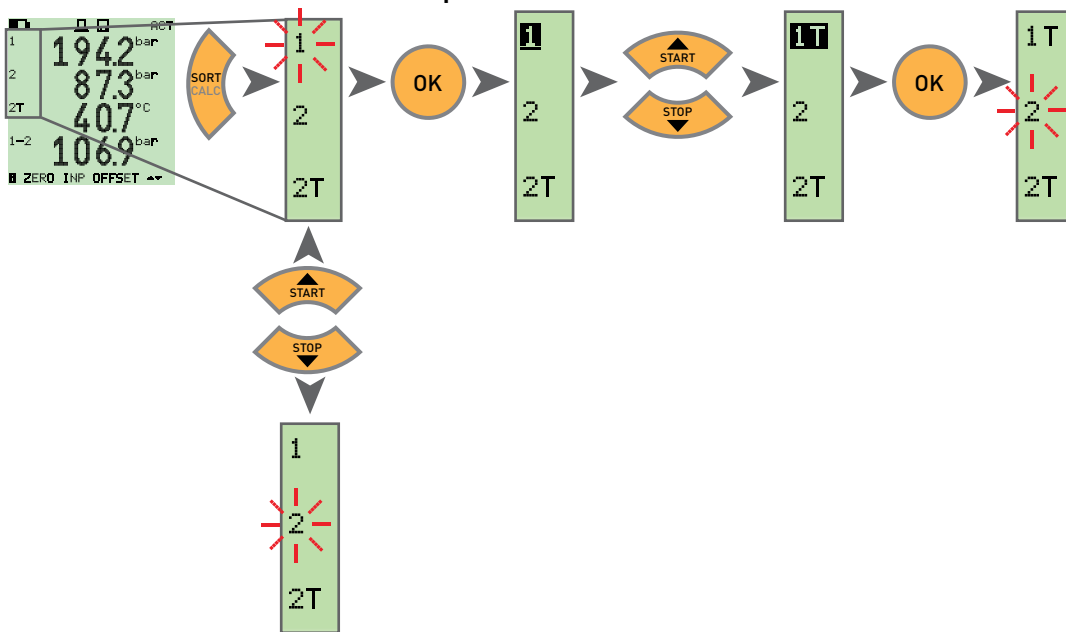 ACT
1 194.2 bar
2 87.3 bar
2T 40.7 °C
1-2 106.9 bar
ZERO INP OFFSET
SORT
CALC
1
2
2T
OK
1
2
2T
START
STOP
1T
2
2T
OK
1T
2
2T
START
STOP
1
2
2T